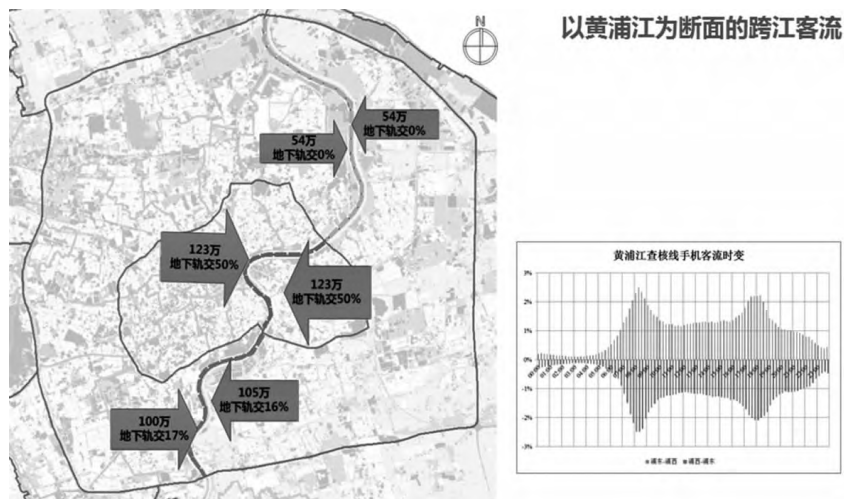 以黄浦江为断面的跨江客流
N
54万
地下轨交0%
54万
地下轨交0%
123万
地下轨交50%
123万
地下轨交50%
105万
地下轨交16%
100万
地下轨交17%
黄浦江查核线手机客流时变
3%
2%
1%
0%
-1%
-2%
-3%
浦东-浦西 浦西-浦东